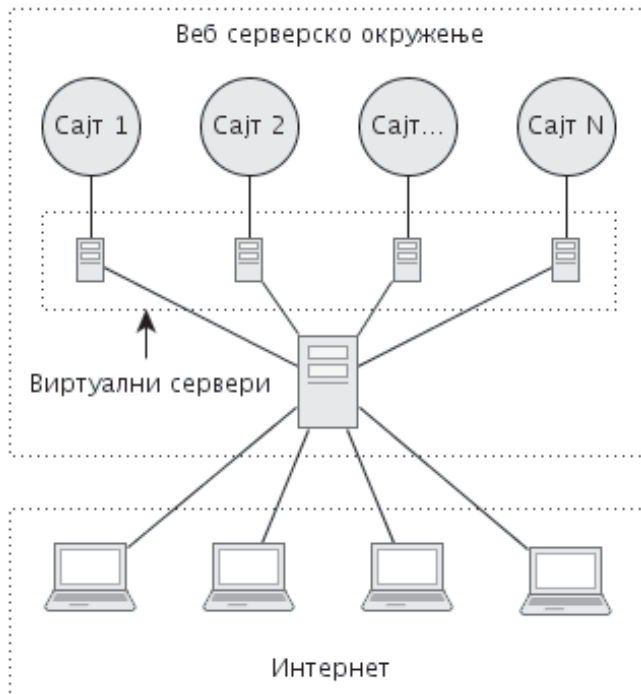 Веб серверско окружење
Сајт 1
Сајт 2
Сајт...
Сајт N
Виртуални сервери
Интернет